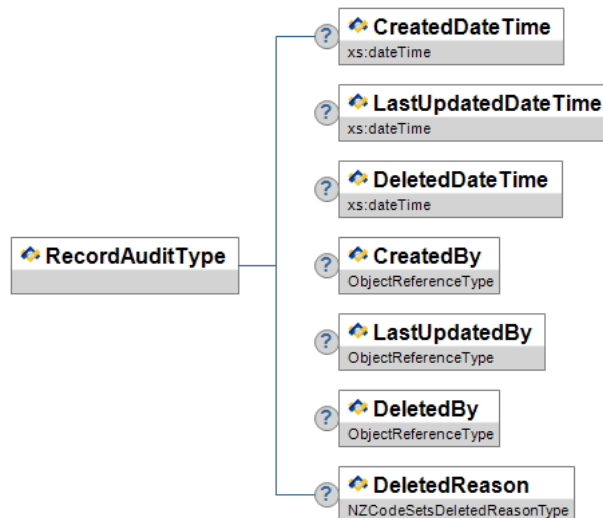 ?
CreatedDateTime
xs:dateTime
?
LastUpdatedDateTime
xs:dateTime
?
DeletedDateTime
xs:dateTime
RecordAuditType
?
CreatedBy
ObjectReferenceType
?
LastUpdatedBy
ObjectReferenceType
?
DeletedBy
ObjectReferenceType
?
DeletedReason
NZCodeSetsDeletedReasonType